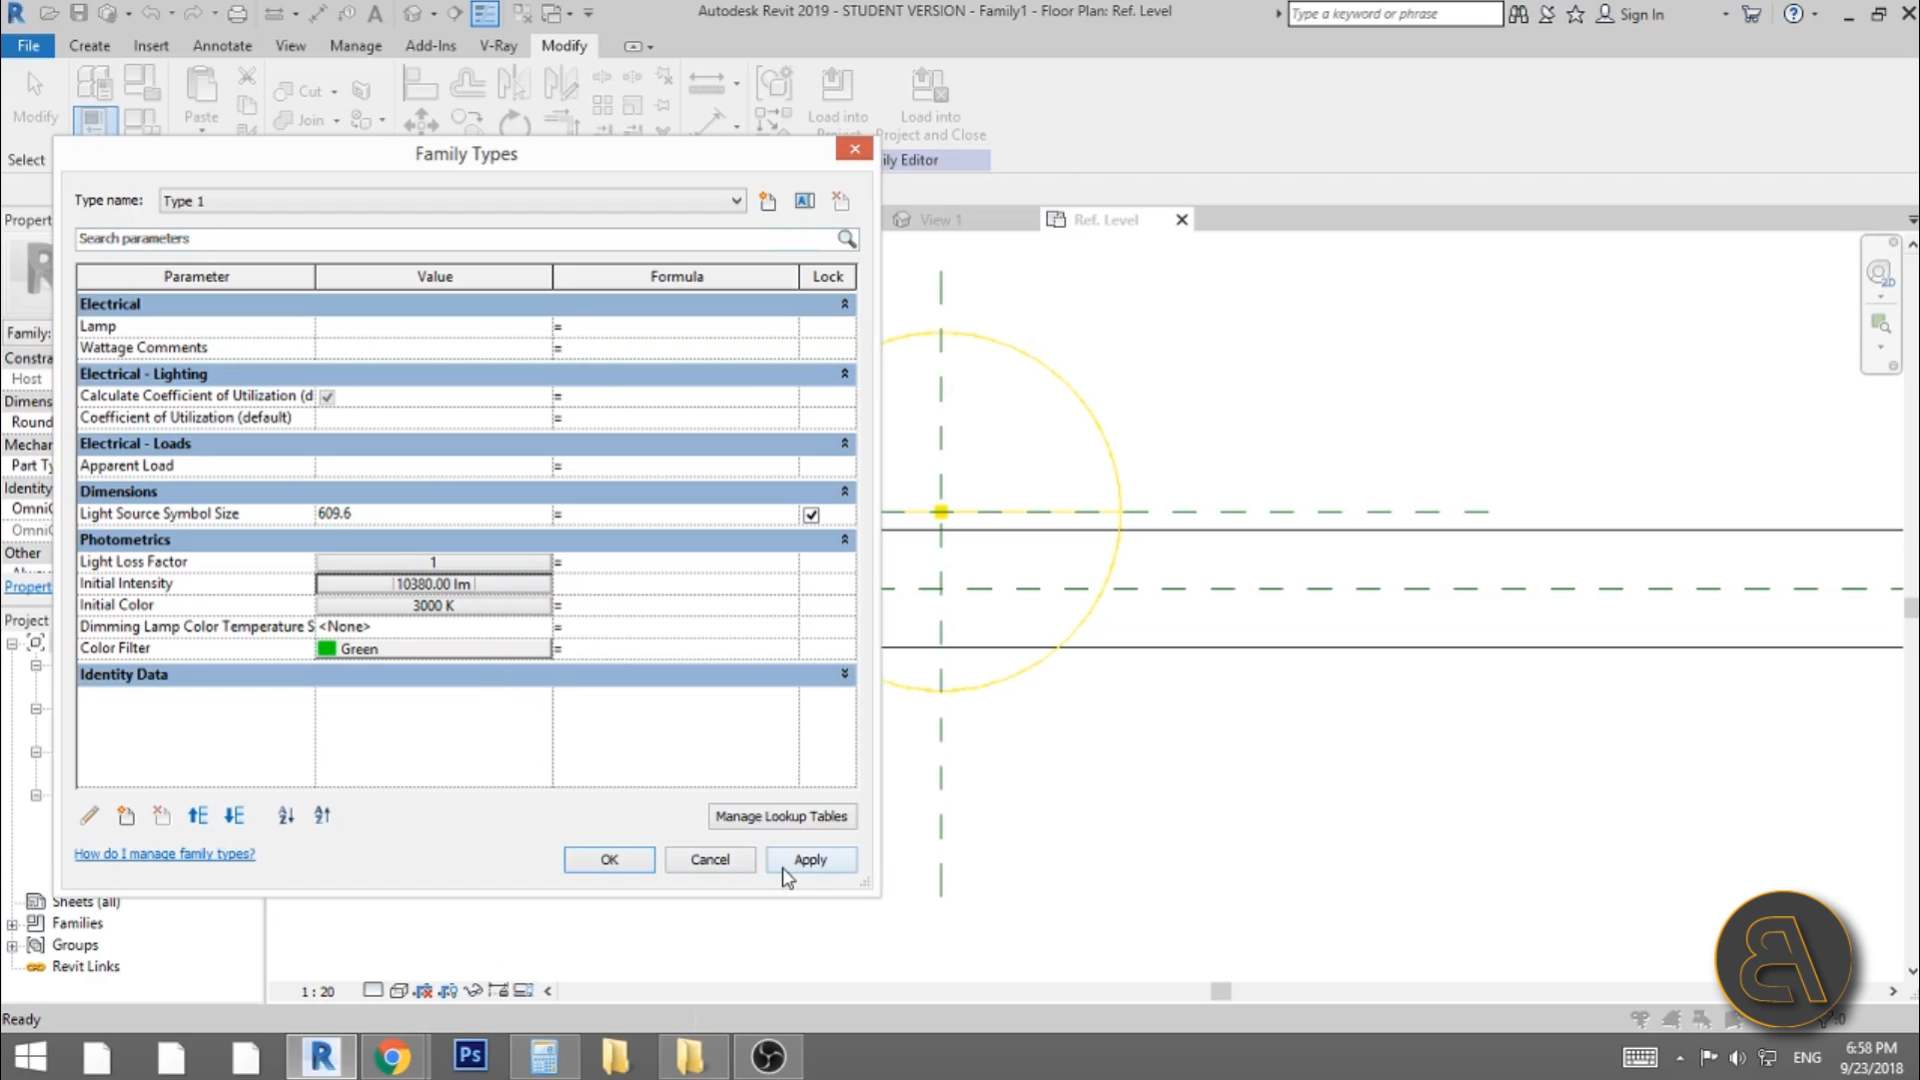 Autodesk Revit 2019 - STUDENT VERSION - Family1 - Floor Plan: Ref. Level
Type a keyword or phrase
Sign In
File Create Insert Annotate View Manage Add-Ins V-Ray Modify
Modify
Paste
Cut
Join
Load into
Load into
Project and Close
Select
ily Editor
Family Types
Type name: Type 1
Search parameters
Parameter Value Formula Lock
Electrical
Lamp =
Wattage Comments =
Electrical - Lighting
Calculate Coefficient of Utilization (d =
Coefficient of Utilization (default) =
Electrical - Loads
Apparent Load =
Dimensions
Light Source Symbol Size 609.6 =
Photometrics
Light Loss Factor 1 =
Initial Intensity 10380.00 lm
Initial Color 3000 K =
Dimming Lamp Color Temperature S <None> =
Color Filter Green =
Identity Data
Manage Lookup Tables
How do I manage family types?
OK Cancel Apply
View 1
Ref. Level
2D
Propert
Family:
Constra
Host
Dimens
Round
Mechar
Part Ty
Identity
OmniC
OmniC
Other
Propert
Project
Sheets (all)
Families
Groups
Revit Links
1 : 20
Ready
:0
ENG
6:58 PM
9/23/2018